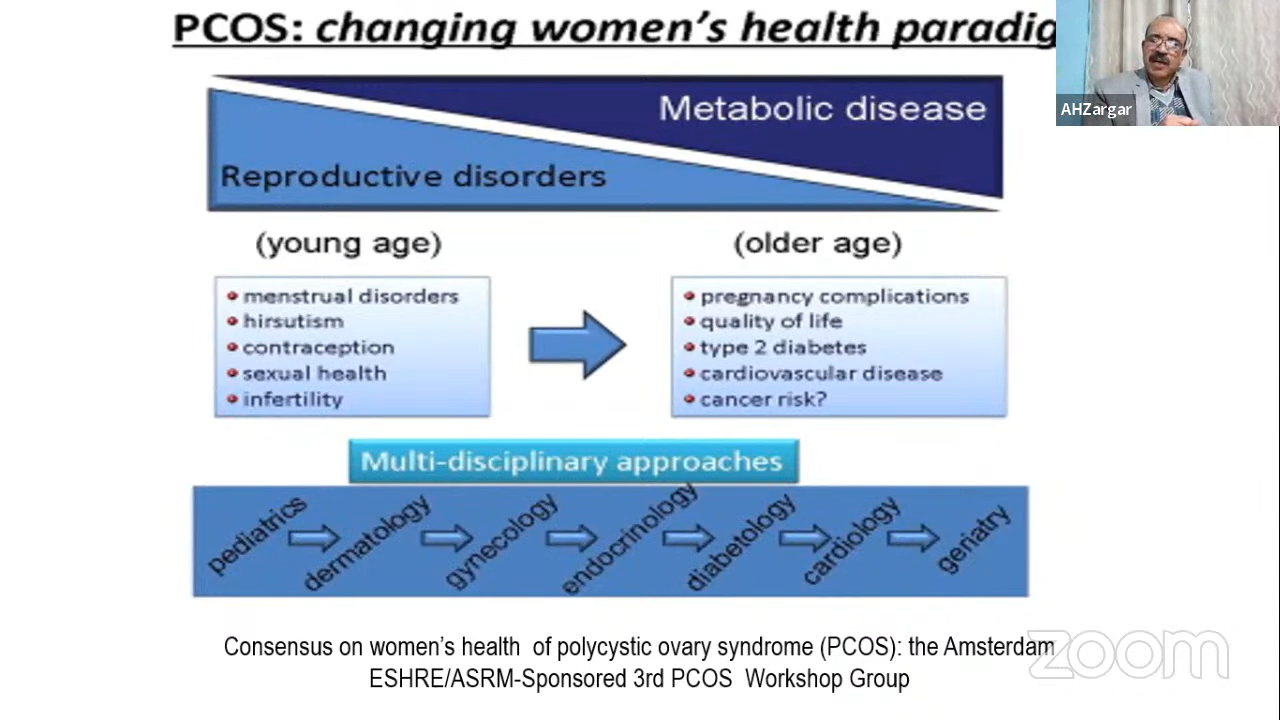 PCOS: changing women's health paradig
AHZargar
Metabolic disease
Reproductive disorders
(young age)
(older age)
menstrual disorders
hirsutism
contraception
sexual health
infertility
pregnancy complications
quality of life
type 2 diabetes
cardiovascular disease
cancer risk?
Multi-disciplinary approaches
pediatrics
dermatology
gynecology
endocrinology
diabetology
cardiology
geriatry
Consensus on women's health of polycystic ovary syndrome (PCOS): the Amsterdam
ESHRE/ASRM-Sponsored 3rd PCOS Workshop Group
zoom